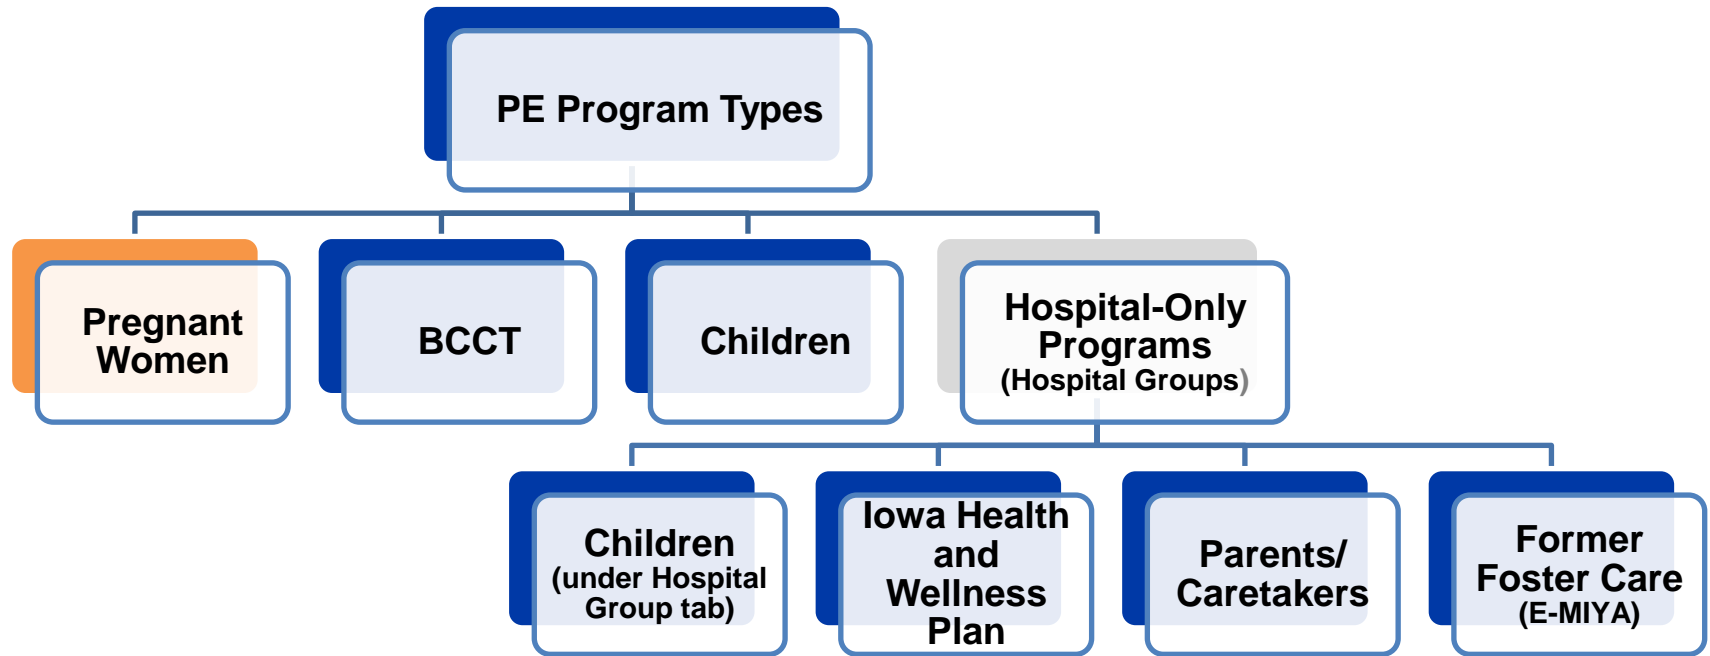 PE Program Types
Pregnant
Women
BCCT
Children
Hospital-Only
Programs
(Hospital Groups)
Children
(under Hospital
Group tab)
Iowa Health
and
Wellness
Plan
Parents/
Caretakers
Former
Foster Care
(E-MIYA)